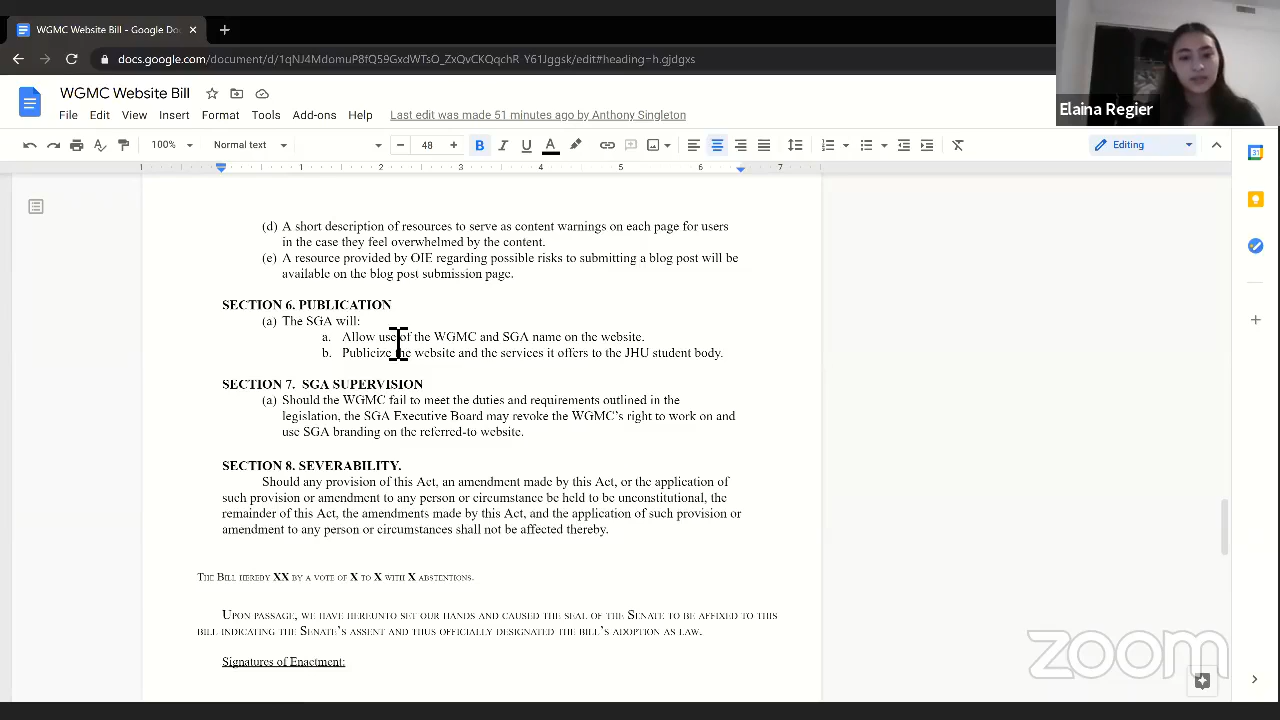 WGMC Website Bill - Google Do
docs.google.com/document/d/1qNJ4MdomuP8fQ59GxdWTsO_ZxQvCKQqchR-Y61Jggsk/edit#heading=h.gjdgxs
Elaina Regier
WGMC Website Bill
File Edit View Insert Format Tools Add-ons Help Last edit was made 51 minutes ago by Anthony Singleton
100% Normal text 48 Editing
1 1 2 3 4 5 6 7
31
(d) A short description of resources to serve as content warnings on each page for users
in the case they feel overwhelmed by the content.
(e) A resource provided by OIE regarding possible risks to submitting a blog post will be
available on the blog post submission page.
SECTION 6. PUBLICATION
(a) The SGA will:
a. Allow use of the WGMC and SGA name on the website.
b. Publicize the website and the services it offers to the JHU student body.
SECTION 7. SGA SUPERVISION
(a) Should the WGMC fail to meet the duties and requirements outlined in the
legislation, the SGA Executive Board may revoke the WGMC's right to work on and
use SGA branding on the referred-to website.
SECTION 8. SEVERABILITY.
Should any provision of this Act, an amendment made by this Act, or the application of
such provision or amendment to any person or circumstance be held to be unconstitutional, the
remainder of this Act, the amendments made by this Act, and the application of such provision or
amendment to any person or circumstances shall not be affected thereby.
The Bill hereby XX by a vote of X to X with X abstentions.
Upon passage, we have hereunto set our hands and caused the seal of the Senate to be affixed to this
bill indicating the Senate's assent and thus officiately designated the bill's adoption as law.
Signatures of Enactment:
zoom